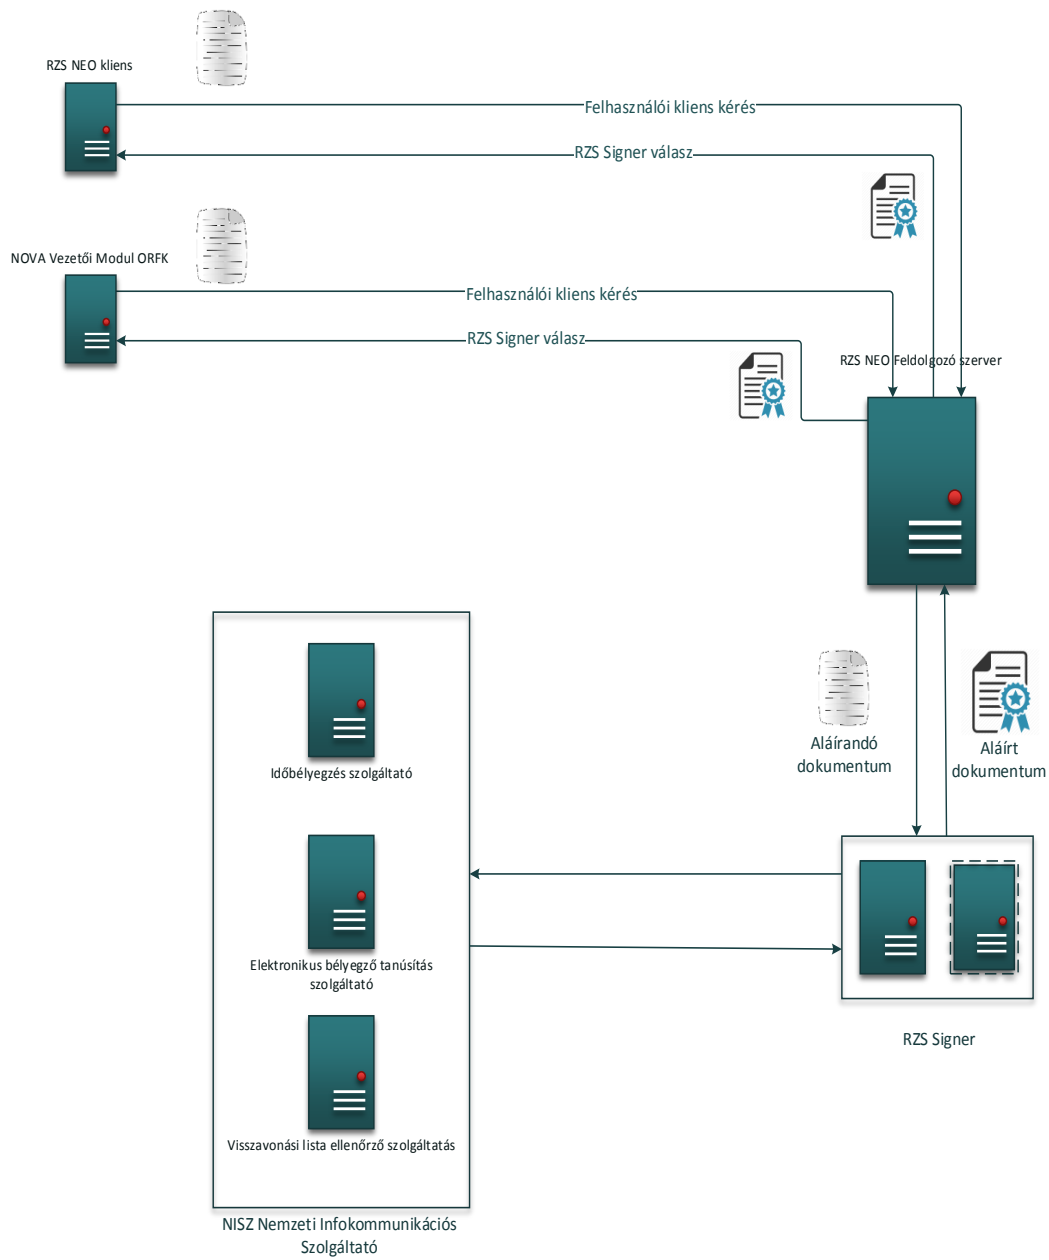 RZS NEO kliens
Felhasználói kliens kérés
RZS Signer válasz
NOVA Vezetői Modul ORFK
Felhasználói kliens kérés
RZS Signer válasz
RZS NEO Feldolgozó szerver
Aláírandó
dokumentum
Aláírt
dokumentum
Időbélyegzés szolgáltató
Elektronikus bélyegző tanúsítás
szolgáltató
RZS Signer
Visszavonási lista ellenőrző szolgáltatás
NISZ Nemzeti Infokommunikációs
Szolgáltató